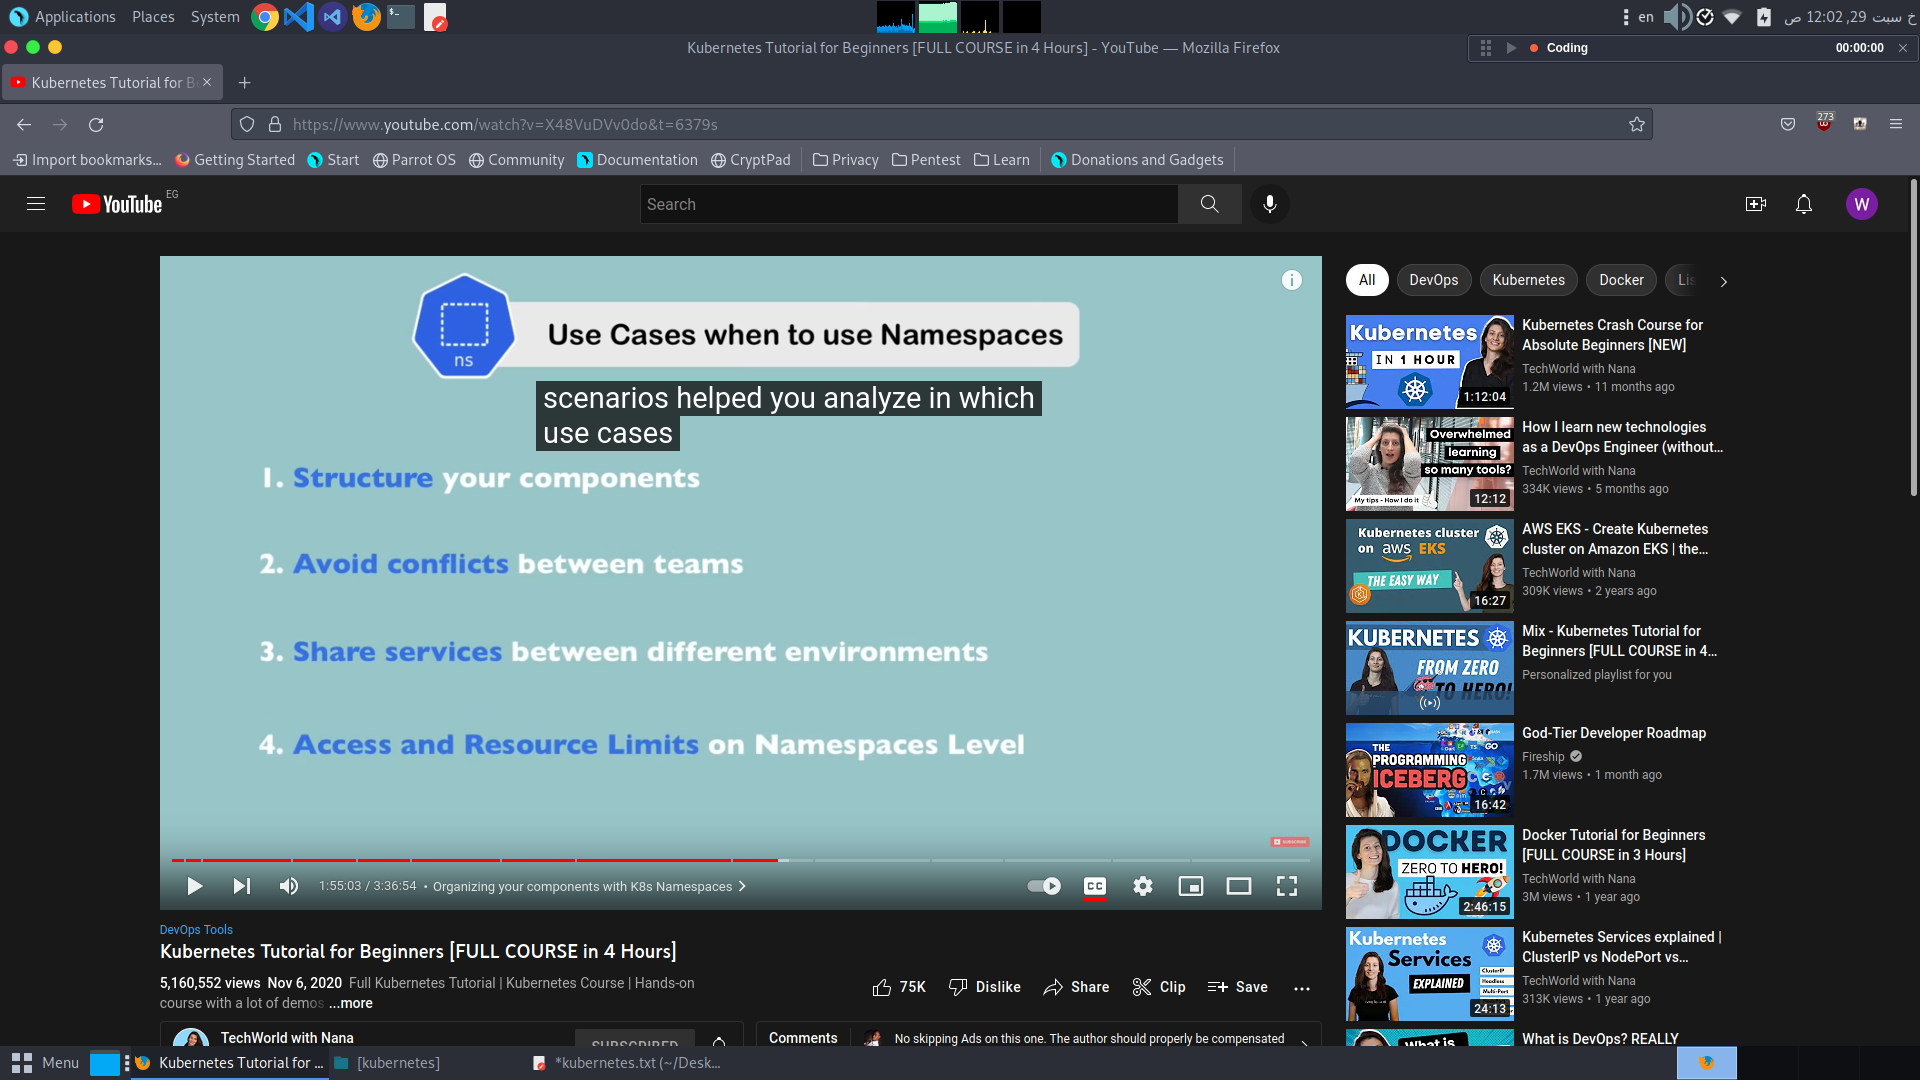 Applications Places System
en خ سبت 29, 12:02 ص
Kubernetes Tutorial for Beginners [FULL COURSE in 4 Hours] - YouTube — Mozilla Firefox
Coding 00:00:00
Kubernetes Tutorial for Be
https://www.youtube.com/watch?v=X48VuDVv0do&t=6379s
273
Import bookmarks... Getting Started Start Parrot OS Community Documentation CryptPad Privacy Pentest Learn Donations and Gadgets
YouTube EG
Search
W
ns
Use Cases when to use Namespaces
scenarios helped you analyze in which
use cases
1. Structure your components
2. Avoid conflicts between teams
3. Share services between different environments
4. Access and Resource Limits on Namespaces Level
SUBSCRIBE
1:55:03 / 3:36:54 • Organizing your components with K8s Namespaces
CC
DevOps Tools
Kubernetes Tutorial for Beginners [FULL COURSE in 4 Hours]
5,160,552 views Nov 6, 2020 Full Kubernetes Tutorial | Kubernetes Course | Hands-on
course with a lot of demos ...more
75K Dislike Share Clip Save
TechWorld with Nana
SUBSCRIBED
Comments
No skipping Ads on this one. The author should properly be compensated
All DevOps Kubernetes Docker Lis
Kubernetes
IN 1 HOUR
1:12:04
Kubernetes Crash Course for
Absolute Beginners [NEW]
TechWorld with Nana
1.2M views • 11 months ago
Overwhelmed
learning
so many tools?
My tips - How I do it
12:12
How I learn new technologies
as a DevOps Engineer (without...
TechWorld with Nana
334K views • 5 months ago
Kubernetes cluster
on aws EKS
THE EASY WAY
16:27
AWS EKS - Create Kubernetes
cluster on Amazon EKS | the...
TechWorld with Nana
309K views • 2 years ago
KUBERNETES
FROM ZERO
TO HERO!
Mix - Kubernetes Tutorial for
Beginners [FULL COURSE in 4...
Personalized playlist for you
THE
PROGRAMMING
ICEBERG
16:42
God-Tier Developer Roadmap
Fireship
1.7M views • 1 month ago
DOCKER
ZERO TO HERO!
2:46:15
Docker Tutorial for Beginners
[FULL COURSE in 3 Hours]
TechWorld with Nana
3M views • 1 year ago
Kubernetes
Services
EXPLAINED
ClusterIP
Headless
Multi-Port
24:13
Kubernetes Services explained |
ClusterIP vs NodePort vs...
TechWorld with Nana
313K views • 1 year ago
What is
What is DevOps? REALLY
Menu Kubernetes Tutorial for ... [kubernetes] *kubernetes.txt (~/Desk...